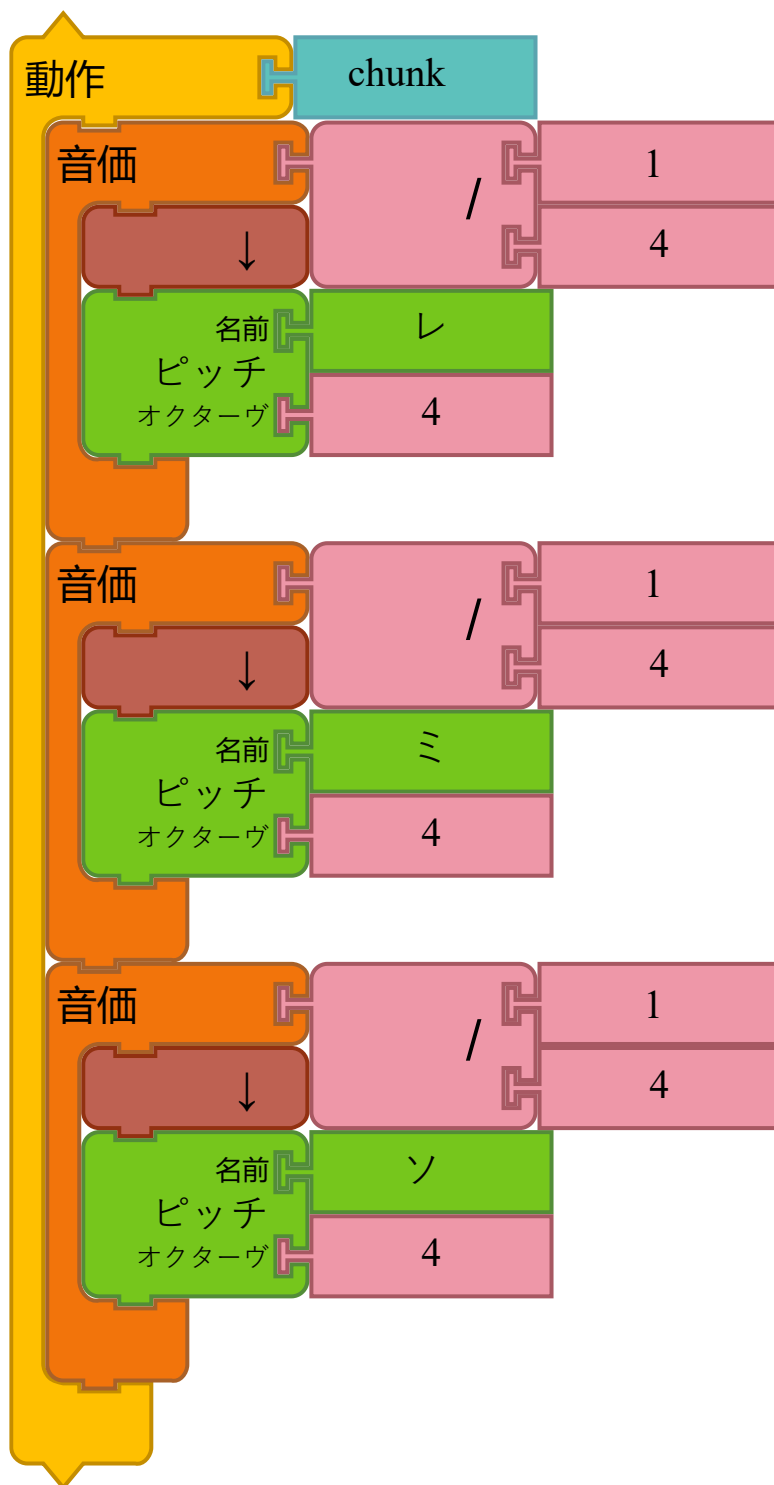 動作 chunk
音価 / 1
↓ 4
名前 レ
ピッチ
オクターヴ 4
音価 / 1
↓ 4
名前 ミ
ピッチ
オクターヴ 4
音価 / 1
↓ 4
名前 ソ
ピッチ
オクターヴ 4